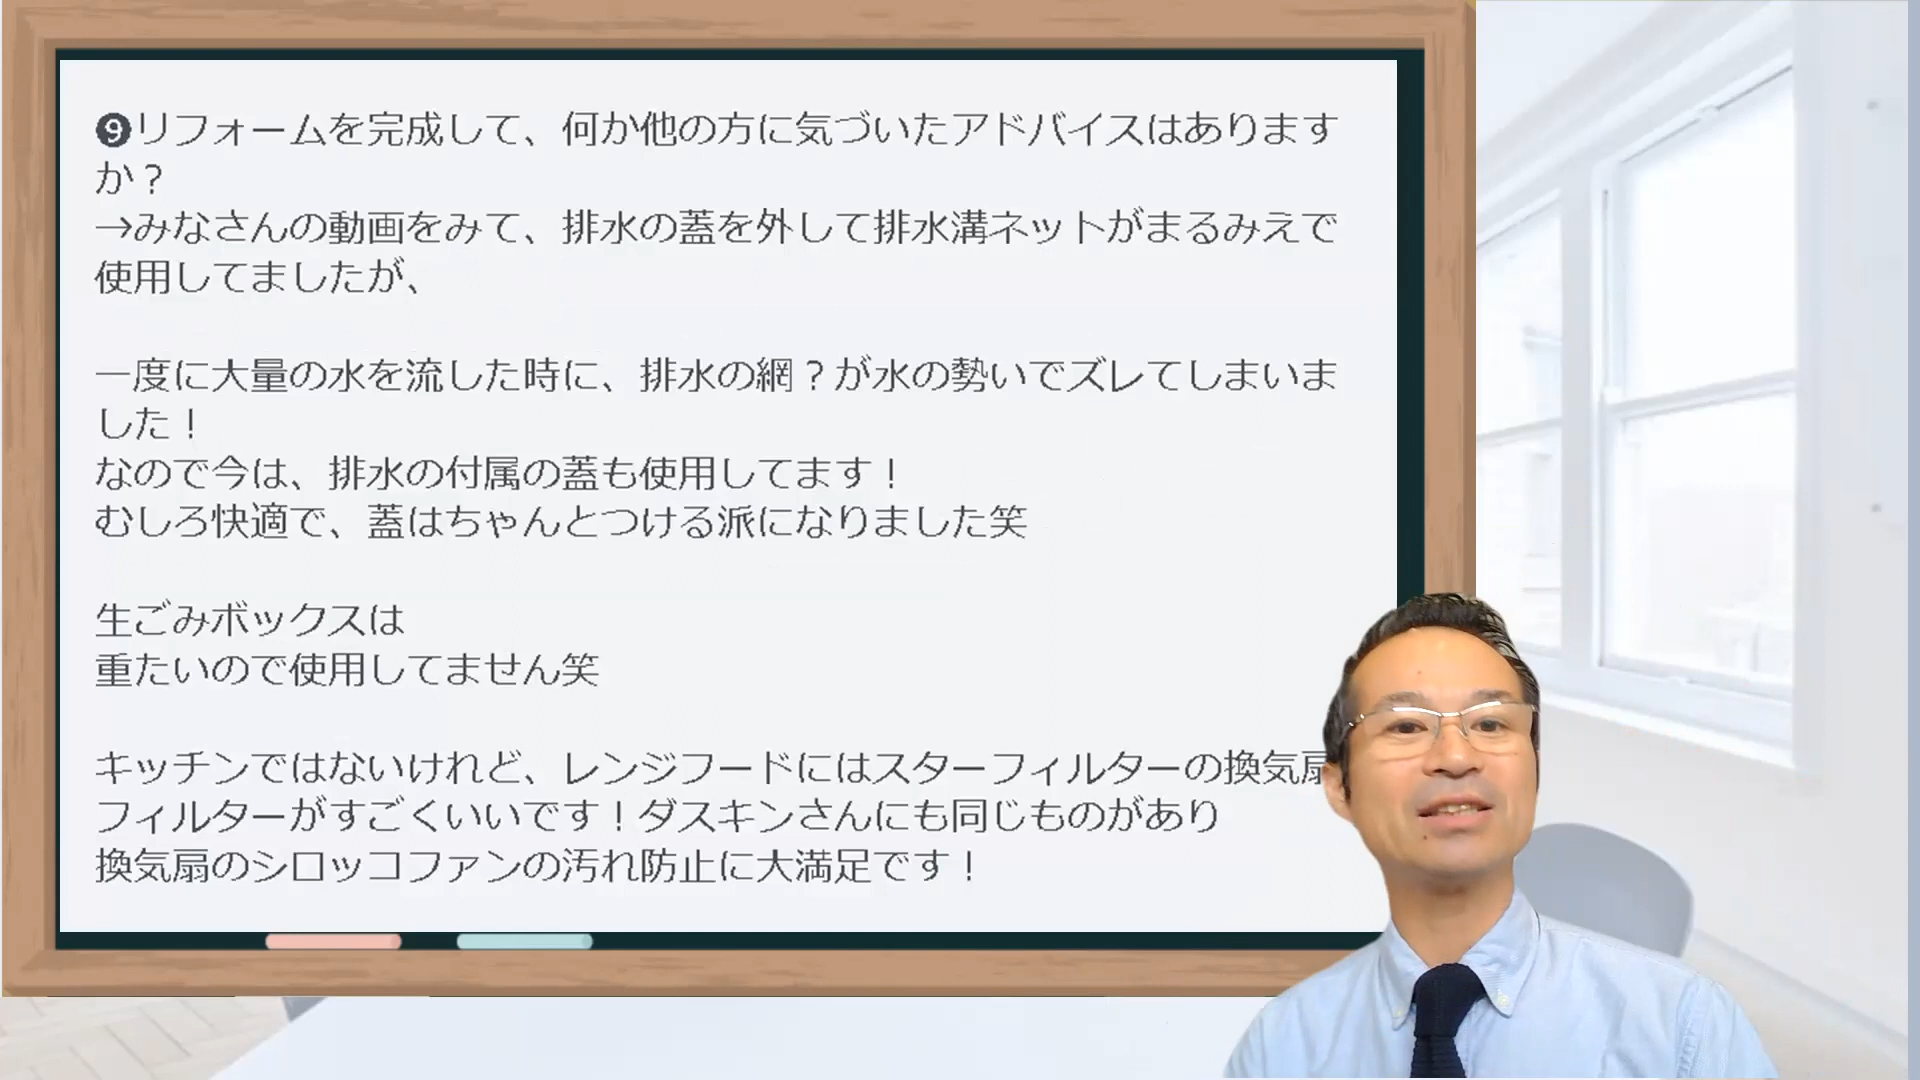 ❾リフォームを完成して、何か他の方に気づいたアドバイスはあります
か？
→みなさんの動画をみて、排水の蓋を外して排水溝ネットがまるみえで
使用してましたが、
一度に大量の水を流した時に、排水の網？が水の勢いでズレてしまいま
した！
なので今は、排水の付属の蓋も使用してます！
むしろ快適で、蓋はちゃんとつける派になりました笑
生ごみボックスは
重たいので使用してません笑
キッチンではないけれど、レンジフードにはスターフィルターの換気扇
フィルターがすごくいいです！ダスキンさんにも同じものがあり
換気扇のシロッコファンの汚れ防止に大満足です！